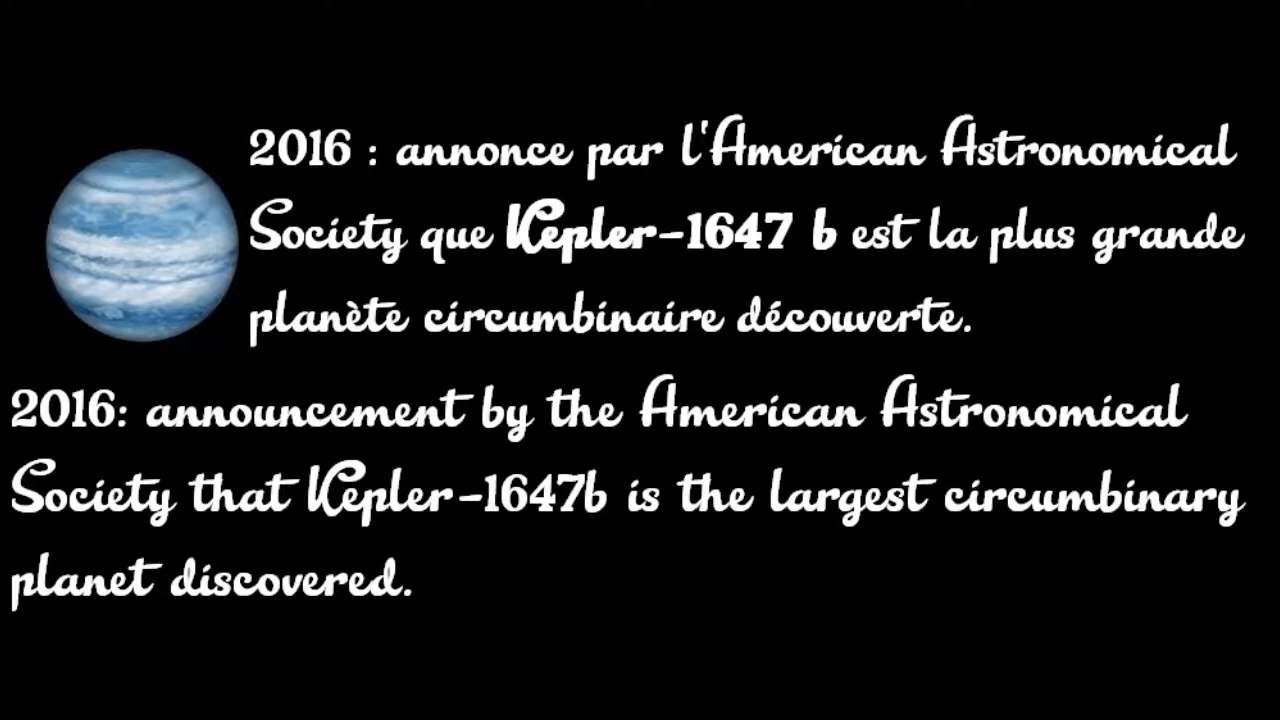 2016 : annonce par l'American Astronomical
Society que Kepler-1647 b est la plus grande
planète circumbinaire découverte.
2016: announcement by the American Astronomical
Society that Kepler-1647b is the largest circumbinary
planet discovered.